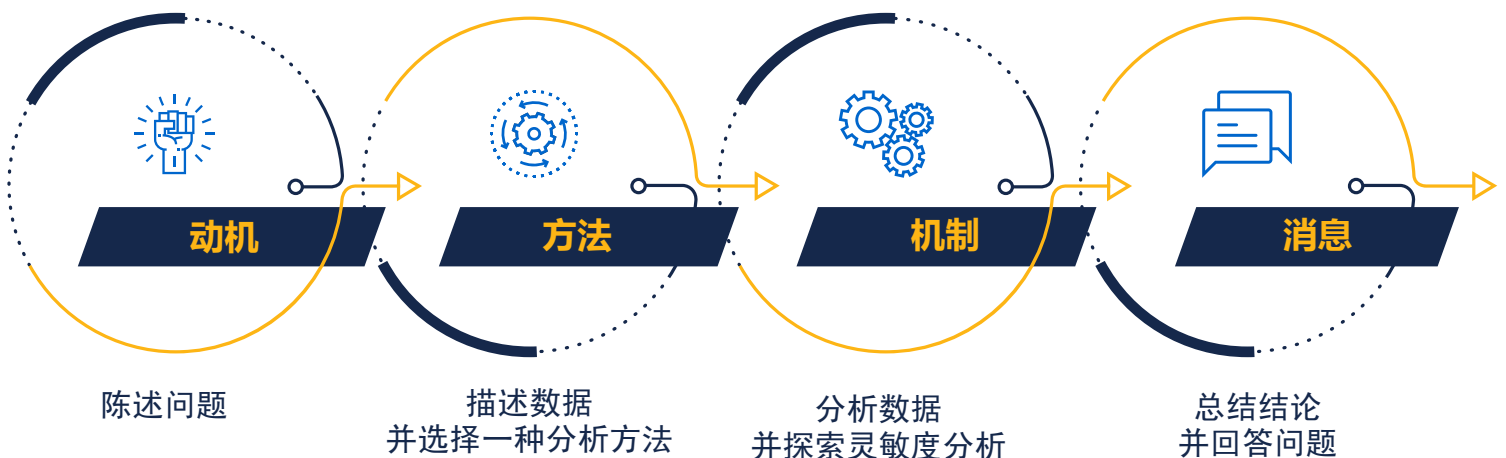 动机
方法
机制
消息
陈述问题
描述数据
并选择一种分析方法
分析数据
并探索灵敏度分析
总结结论
并回答问题